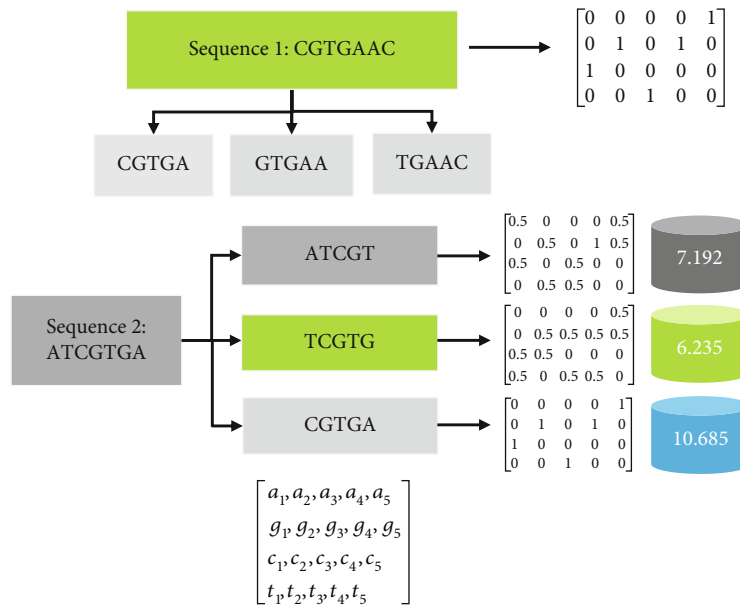 Sequence 1: CGTGAAC
0 0 0 0 1
0 1 0 1 0
1 0 0 0 0
0 0 1 0 0
CGTGA
GTGAA
TGAAC
Sequence 2:
ATCGTGA
ATCGT
0.5 0 0 0 0.5
0 0.5 0 1 0.5
0.5 0 0.5 0 0
0 0.5 0.5 0 0
7.192
TCGTG
0 0 0 0 0.5
0 0.5 0.5 0.5 0.5
0.5 0.5 0 0 0
0.5 0 0.5 0.5 0
6.235
CGTGA
0 0 0 0 1
0 1 0 1 0
1 0 0 0 0
0 0 1 0 0
10.685
a₁, a₂, a₃, a₄, a₅
g₁, g₂, g₃, g₄, g₅
c₁, c₂, c₃, c₄, c₅
t₁, t₂, t₃, t₄, t₅